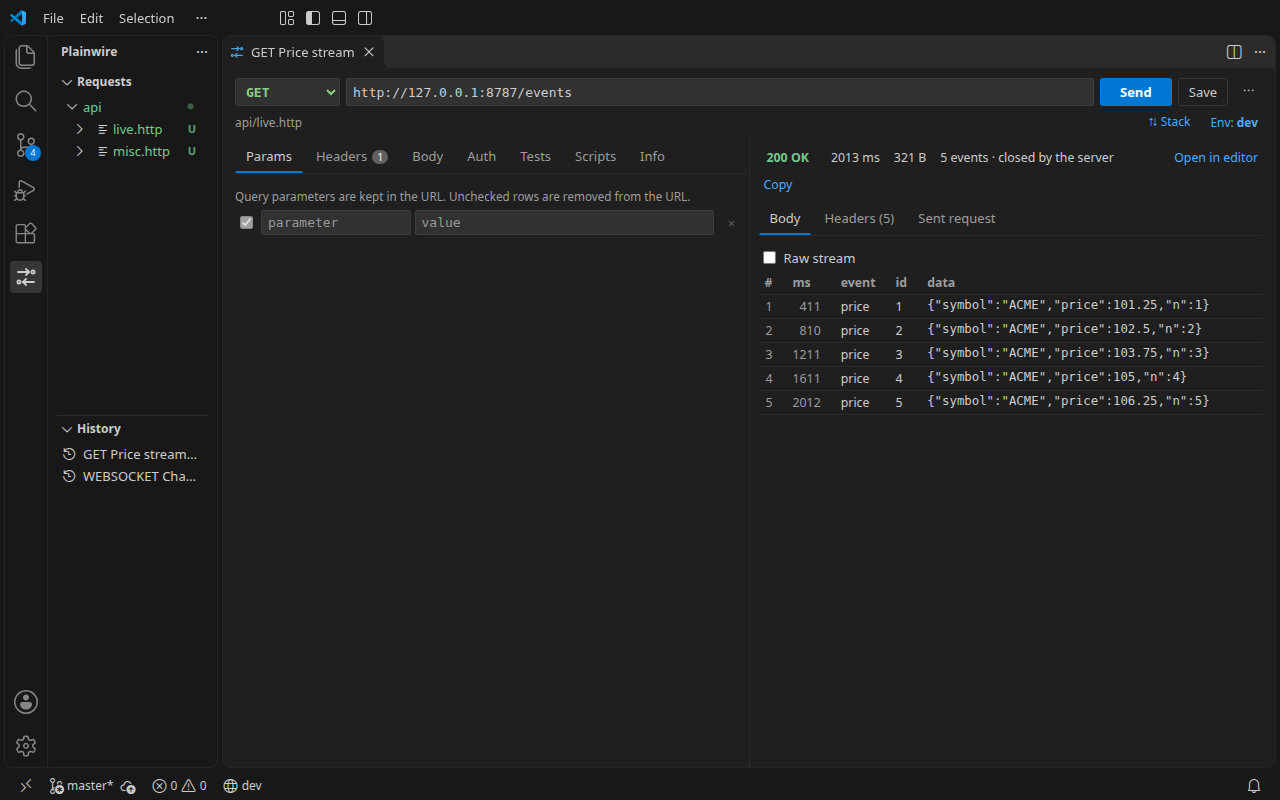 File Edit Selection ···
Plainwire ···
Requests
api
live.http U
misc.http U
History
GET Price stream...
WEBSOCKET Cha...
4
GET Price stream
GET http://127.0.0.1:8787/events Send Save ···
api/live.http Stack Env: dev
Params Headers 1 Body Auth Tests Scripts Info
Query parameters are kept in the URL. Unchecked rows are removed from the URL.
parameter value ×
200 OK 2013 ms 321 B 5 events · closed by the server Open in editor
Copy
Body Headers (5) Sent request
Raw stream
# ms event id data
1 411 price 1 {"symbol":"ACME","price":101.25,"n":1}
2 810 price 2 {"symbol":"ACME","price":102.5,"n":2}
3 1211 price 3 {"symbol":"ACME","price":103.75,"n":3}
4 1611 price 4 {"symbol":"ACME","price":105,"n":4}
5 2012 price 5 {"symbol":"ACME","price":106.25,"n":5}
master* 0 0 dev